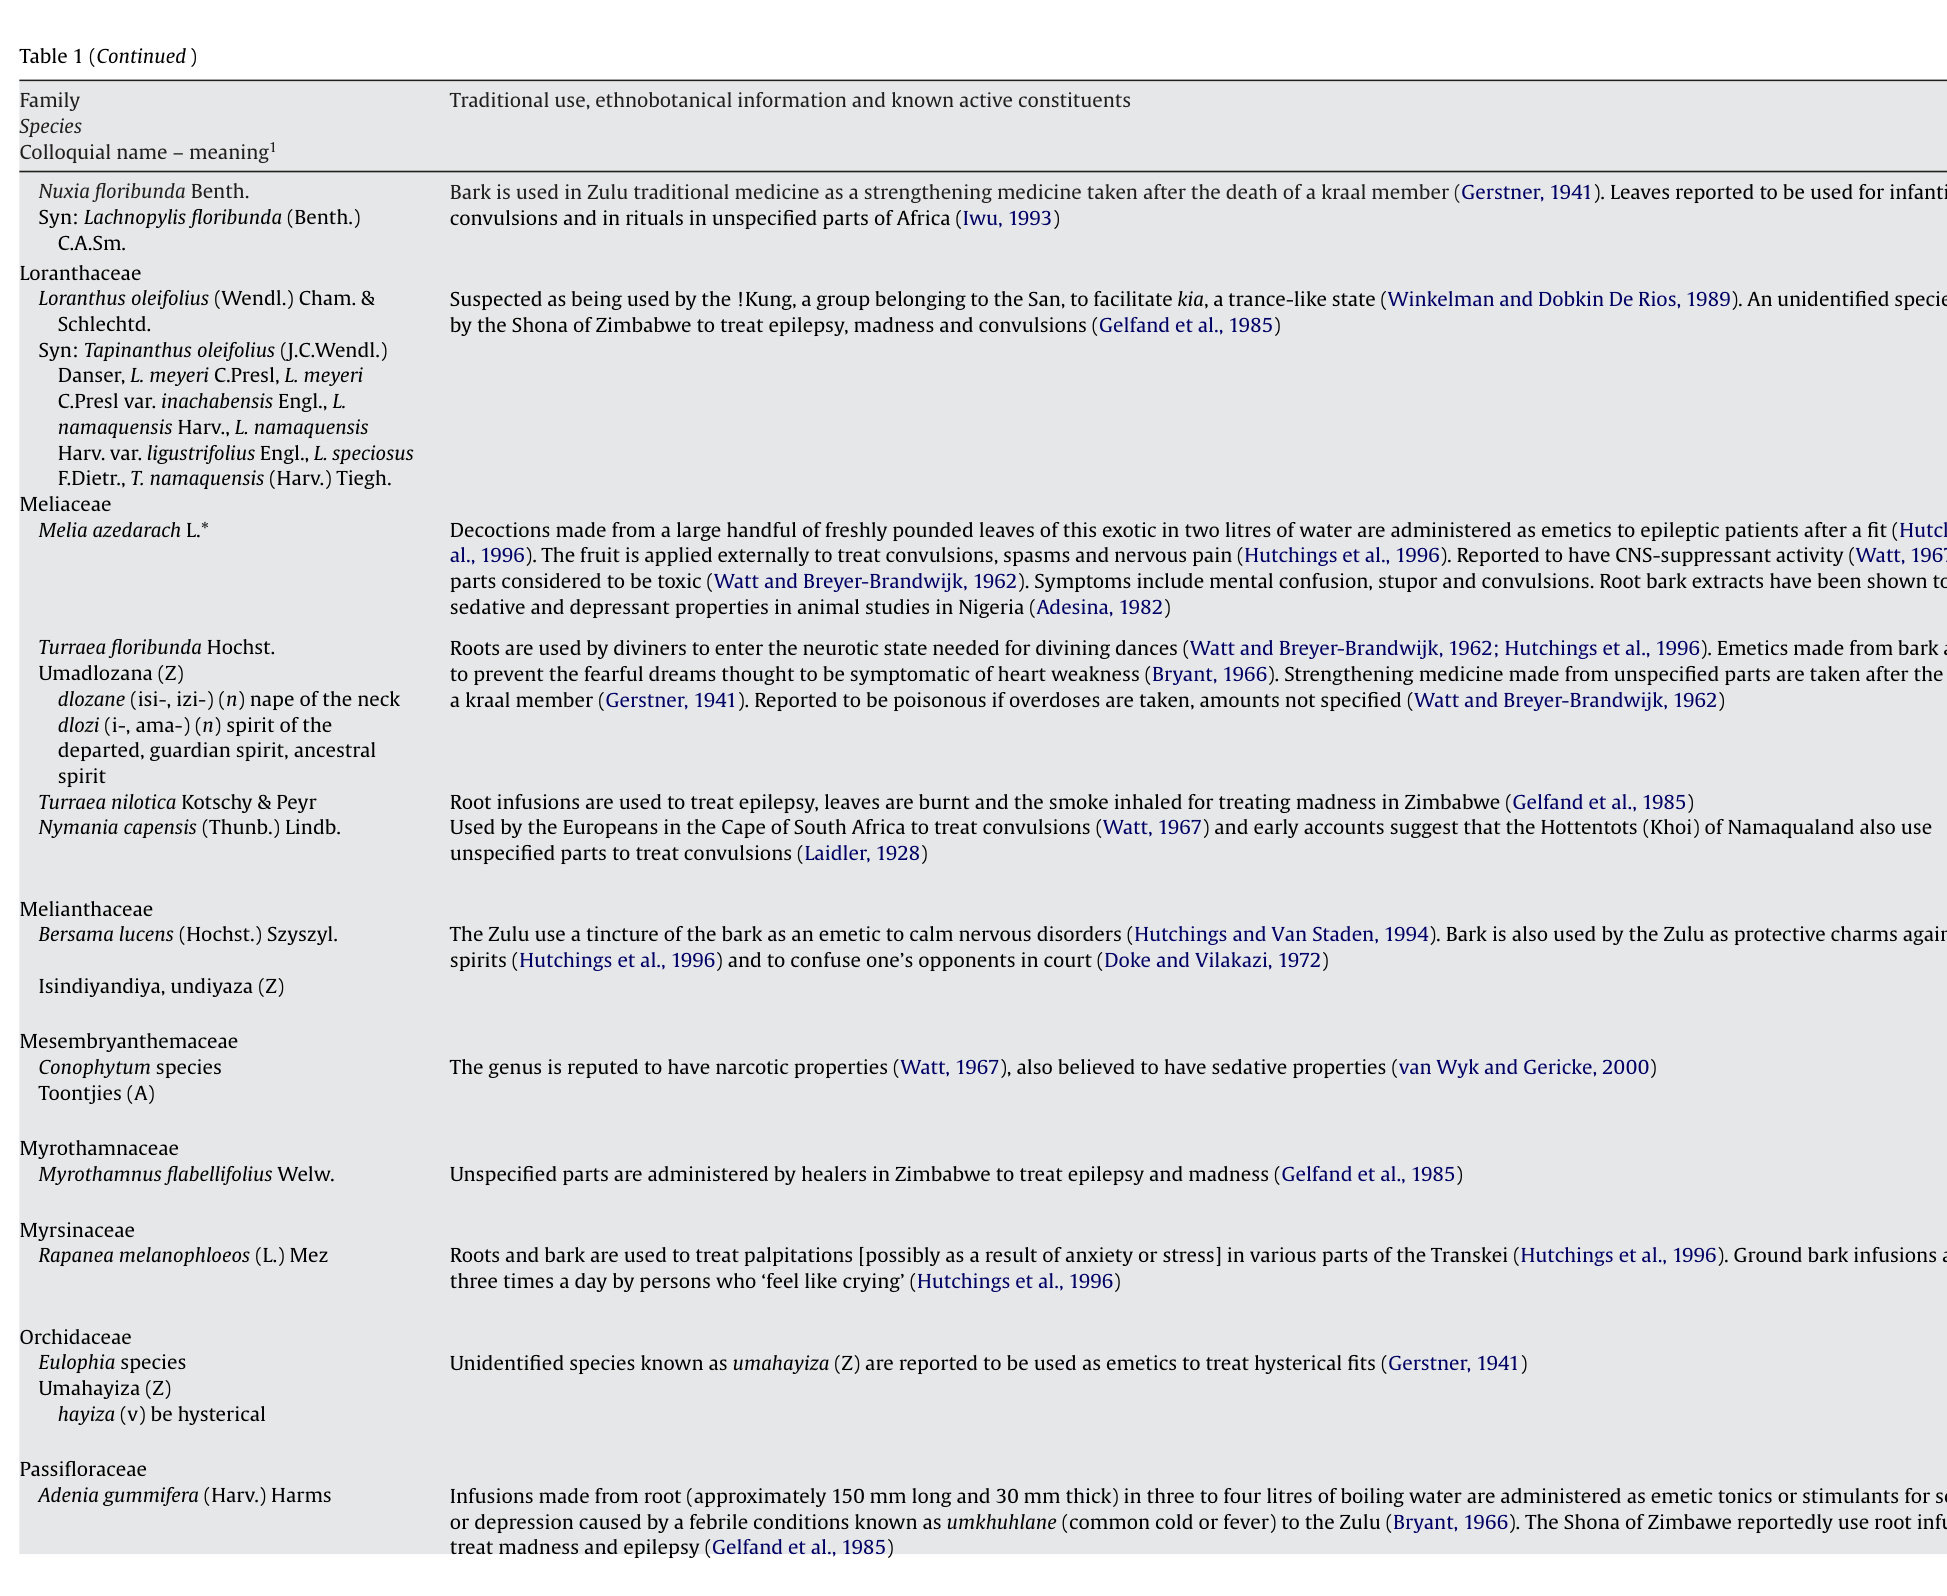 Table 1 (Continued )
Family
Species
Colloquial name – meaning1
Traditional use, ethnobotanical information and known active constituents
Nuxia floribunda Benth.
Syn: Lachnopylis floribunda (Benth.)
C.A.Sm.
Bark is used in Zulu traditional medicine as a strengthening medicine taken after the death of a kraal member (Gerstner, 1941). Leaves reported to be used for
convulsions and in rituals in unspecified parts of Africa (Iwu, 1993)
Loranthaceae
Loranthus oleifolius (Wendl.) Cham. &
Schlechtd.
Syn: Tapinanthus oleifolius (J.C.Wendl.)
Danser, L. meyeri C.Presl, L. meyeri
C.Presl var. inachabensis Engl., L.
namaquensis Harv., L. namaquensis
Harv. var. ligustrifolius Engl., L. speciosus
F.Dietr., T. namaquensis (Harv.) Tiegh.
Suspected as being used by the !Kung, a group belonging to the San, to facilitate kia, a trance-like state (Winkelman and Dobkin De Rios, 1989). An unidentified
by the Shona of Zimbabwe to treat epilepsy, madness and convulsions (Gelfand et al., 1985)
Meliaceae
Melia azedarach L.*
Decoctions made from a large handful of freshly pounded leaves of this exotic in two litres of water are administered as emetics to epileptic patients after a fit
al., 1996). The fruit is applied externally to treat convulsions, spasms and nervous pain (Hutchings et al., 1996). Reported to have CNS-suppressant activity (Watt, 1967
parts considered to be toxic (Watt and Breyer-Brandwijk, 1962). Symptoms include mental confusion, stupor and convulsions. Root bark extracts have been shown to
sedative and depressant properties in animal studies in Nigeria (Adesina, 1982)
Turraea floribunda Hochst.
Umadlozana (Z)
dlozane (isi-, izi-) (n) nape of the neck
dlozi (i-, ama-) (n) spirit of the
departed, guardian spirit, ancestral
spirit
Roots are used by diviners to enter the neurotic state needed for divining dances (Watt and Breyer-Brandwijk, 1962; Hutchings et al., 1996). Emetics made from bark
to prevent the fearful dreams thought to be symptomatic of heart weakness (Bryant, 1966). Strengthening medicine made from unspecified parts are taken after the
a kraal member (Gerstner, 1941). Reported to be poisonous if overdoses are taken, amounts not specified (Watt and Breyer-Brandwijk, 1962)
Turraea nilotica Kotschy & Peyr
Root infusions are used to treat epilepsy, leaves are burnt and the smoke inhaled for treating madness in Zimbabwe (Gelfand et al., 1985)
Nymania capensis (Thunb.) Lindb.
Used by the Europeans in the Cape of South Africa to treat convulsions (Watt, 1967) and early accounts suggest that the Hottentots (Khoi) of Namaqualand also use
unspecified parts to treat convulsions (Laidler, 1928)
Melianthaceae
Bersama lucens (Hochst.) Szyszyl.
The Zulu use a tincture of the bark as an emetic to calm nervous disorders (Hutchings and Van Staden, 1994). Bark is also used by the Zulu as protective charms
spirits (Hutchings et al., 1996) and to confuse one's opponents in court (Doke and Vilakazi, 1972)
Isindiyandiya, undiyaza (Z)
Mesembryanthemaceae
Conophytum species
Toontjies (A)
The genus is reputed to have narcotic properties (Watt, 1967), also believed to have sedative properties (van Wyk and Gericke, 2000)
Myrothamnaceae
Myrothamnus flabellifolius Welw.
Unspecified parts are administered by healers in Zimbabwe to treat epilepsy and madness (Gelfand et al., 1985)
Myrsinaceae
Rapanea melanophloeos (L.) Mez
Roots and bark are used to treat palpitations [possibly as a result of anxiety or stress] in various parts of the Transkei (Hutchings et al., 1996). Ground bark infusions
three times a day by persons who ‘feel like crying’ (Hutchings et al., 1996)
Orchidaceae
Eulophia species
Umahayiza (Z)
hayiza (v) be hysterical
Unidentified species known as umahayiza (Z) are reported to be used as emetics to treat hysterical fits (Gerstner, 1941)
Passifloraceae
Adenia gummifera (Harv.) Harms
Infusions made from root (approximately 150 mm long and 30 mm thick) in three to four litres of boiling water are administered as emetic tonics or stimulants for
or depression caused by a febrile conditions known as umkhuhlane (common cold or fever) to the Zulu (Bryant, 1966). The Shona of Zimbawe reportedly use root
treat madness and epilepsy (Gelfand et al., 1985)